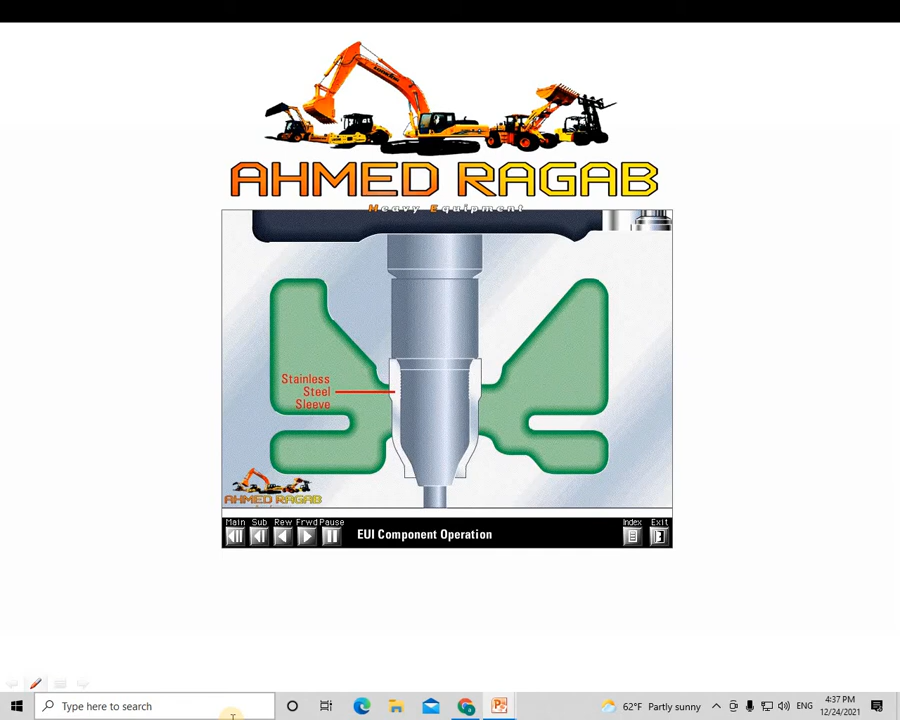 AHMED RAGAB
Heavy Equipment
Stainless
Steel
Sleeve
AHMED RAGAB
Main Sub Rew Frwd Pause
EUI Component Operation
Index Exit
Type here to search
62°F Partly sunny
ENG
4:37 PM
12/24/2021